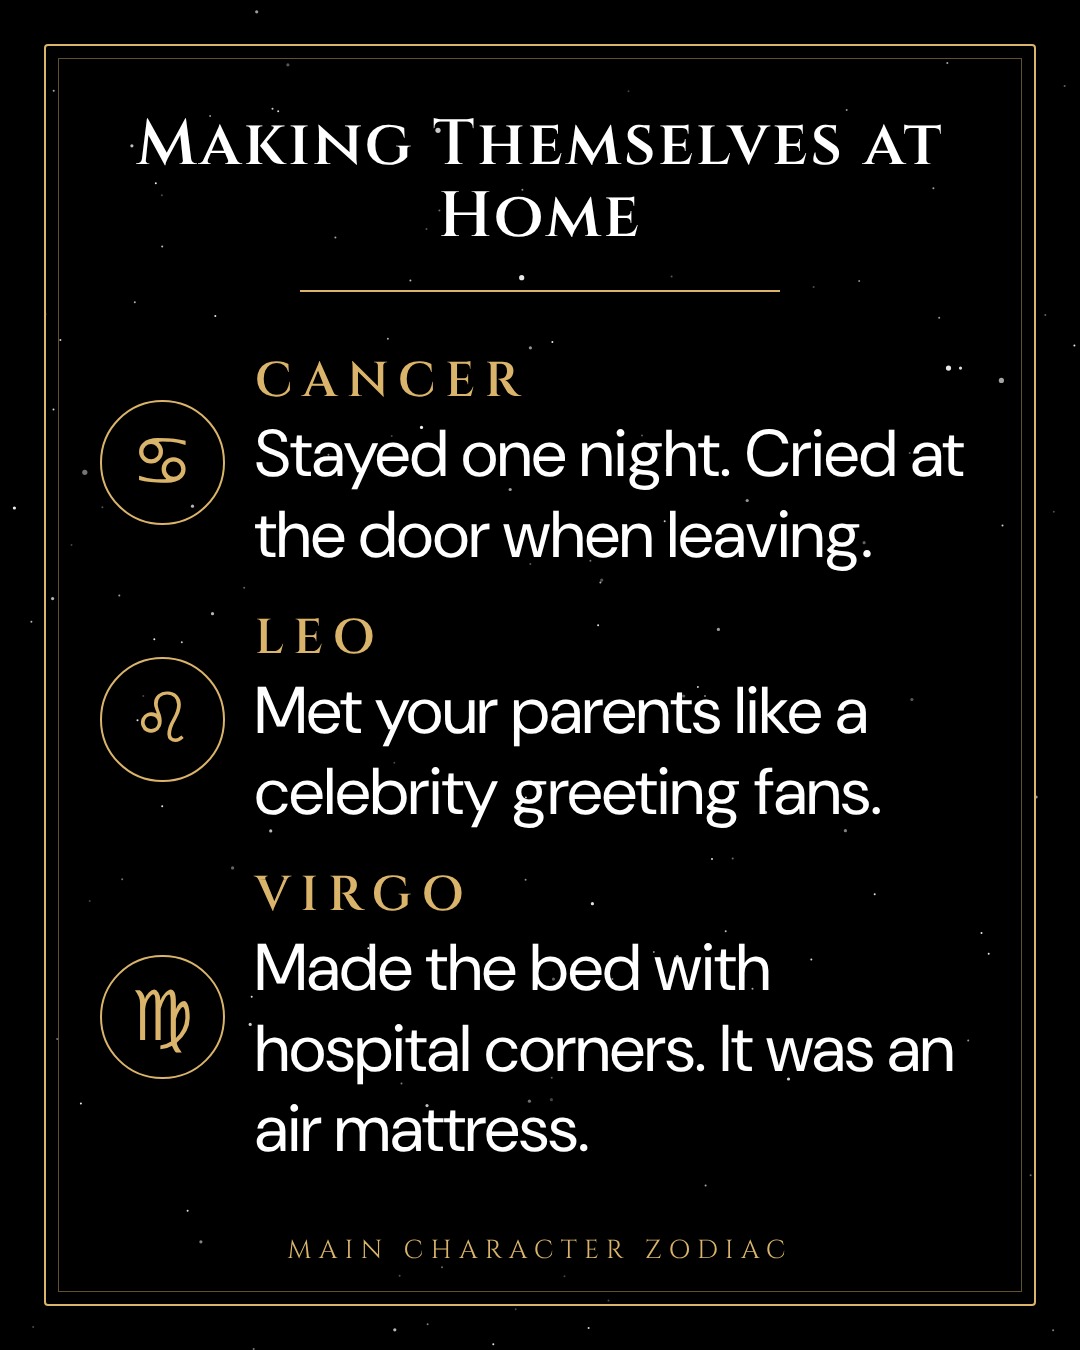 Making Themselves at
Home
CANCER
♋
Stayed one night. Cried at
the door when leaving.
LEO
♌
Met your parents like a
celebrity greeting fans.
VIRGO
♍
Made the bed with
hospital corners. It was an
air mattress.
MAIN CHARACTER ZODIAC